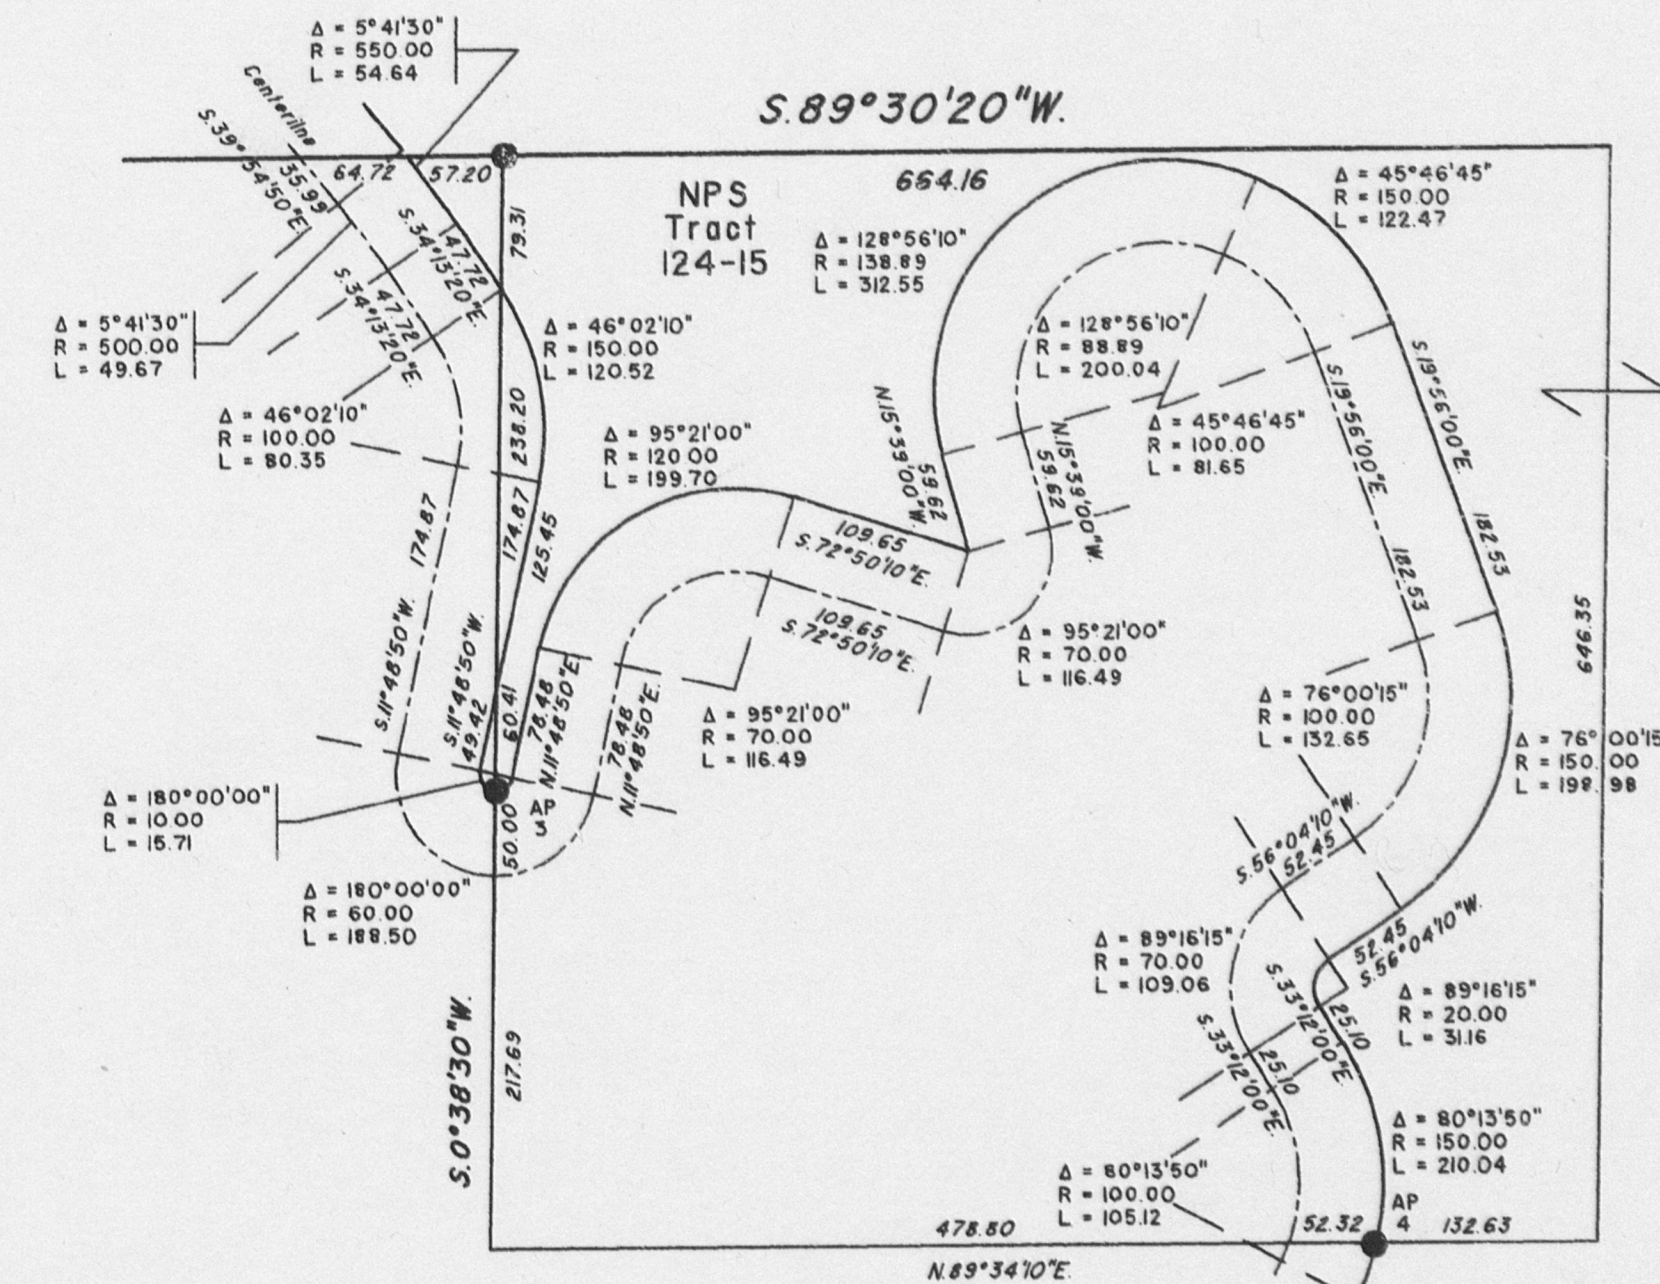 Δ = 5°41'30"
R = 550.00
L = 54.64
Centerline
S.39°54'50"E.
35.99
64.72
57.20
S.89°30'20"W.
664.16
NPS
Tract
124-15
79.31
47.72
S.34°13'20"E.
47.72
S.34°13'20"E.
Δ = 45°46'45"
R = 150.00
L = 122.47
Δ = 128°56'10"
R = 138.89
L = 312.55
Δ = 5°41'30"
R = 500.00
L = 49.67
Δ = 46°02'10"
R = 150.00
L = 120.52
Δ = 128°56'10"
R = 88.89
L = 200.04
Δ = 46°02'10"
R = 100.00
L = 80.35
238.20
Δ = 95°21'00"
R = 120.00
L = 199.70
N.15°39'00"W.
59.62
N.15°39'00"W.
59.62
Δ = 45°46'45"
R = 100.00
L = 81.65
S.19°56'00"E.
182.53
S.19°56'00"E.
182.53
174.87
S.11°48'50"W.
174.87
125.45
109.65
S.72°50'10"E.
109.65
S.72°50'10"E.
S.11°48'50"W.
49.42
60.41
78.48
N.11°48'50"E.
78.48
N.11°48'50"E.
Δ = 95°21'00"
R = 70.00
L = 116.49
Δ = 95°21'00"
R = 70.00
L = 116.49
646.35
Δ = 76°00'15"
R = 100.00
L = 132.65
Δ = 76°00'15
R = 150.00
L = 198.98
Δ = 180°00'00"
R = 10.00
L = 15.71
AP
3
50.00
Δ = 180°00'00"
R = 60.00
L = 188.50
S.56°04'10"W.
52.45
52.45
S.56°04'10"W.
Δ = 89°16'15"
R = 70.00
L = 109.06
Δ = 89°16'15"
R = 20.00
L = 31.16
S.33°12'00"E.
25.10
S.33°12'00"E.
25.10
S.0°38'30"W.
217.69
Δ = 80°13'50"
R = 150.00
L = 210.04
Δ = 80°13'50"
R = 100.00
L = 105.12
AP
4
478.80
52.32
132.63
N.89°34'10"E.